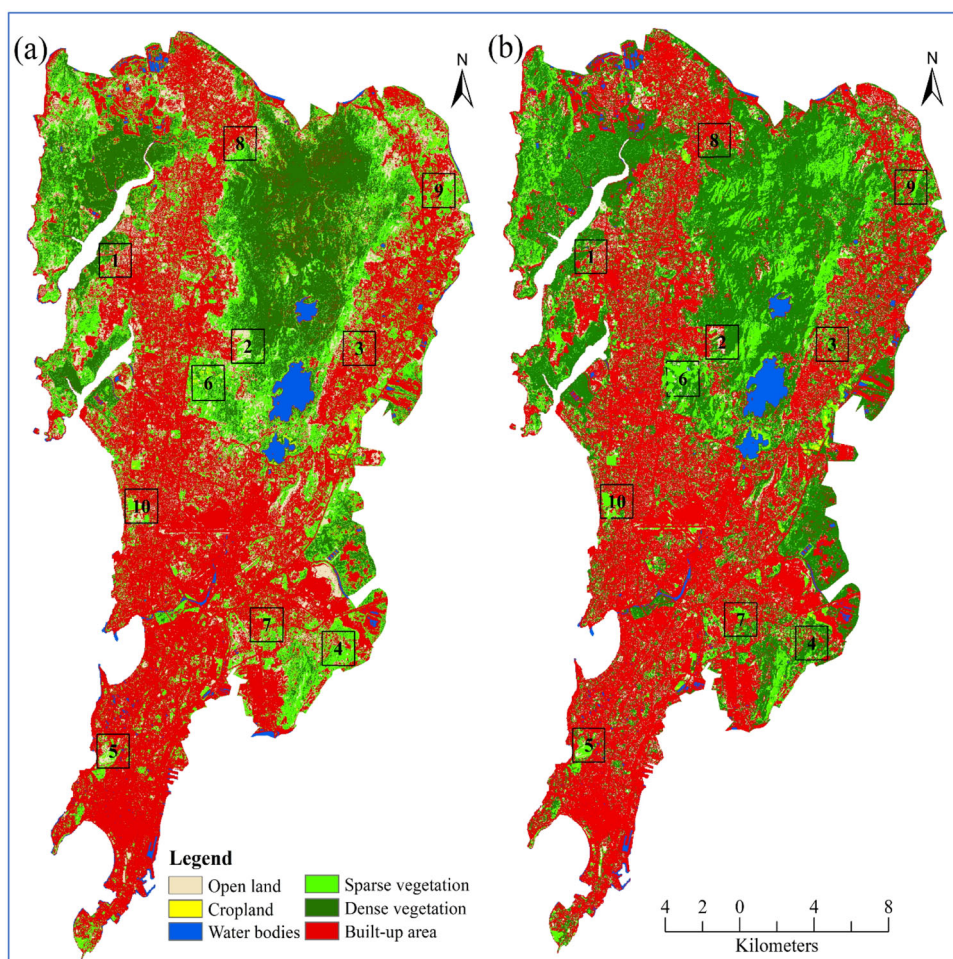 (a)
N
8
9
1
2
3
6
10
7
4
5
Legend
Open land
Cropland
Water bodies
Sparse vegetation
Dense vegetation
Built-up area
(b)
N
8
9
1
2
3
6
10
7
4
5
4 2 0 4 8
Kilometers